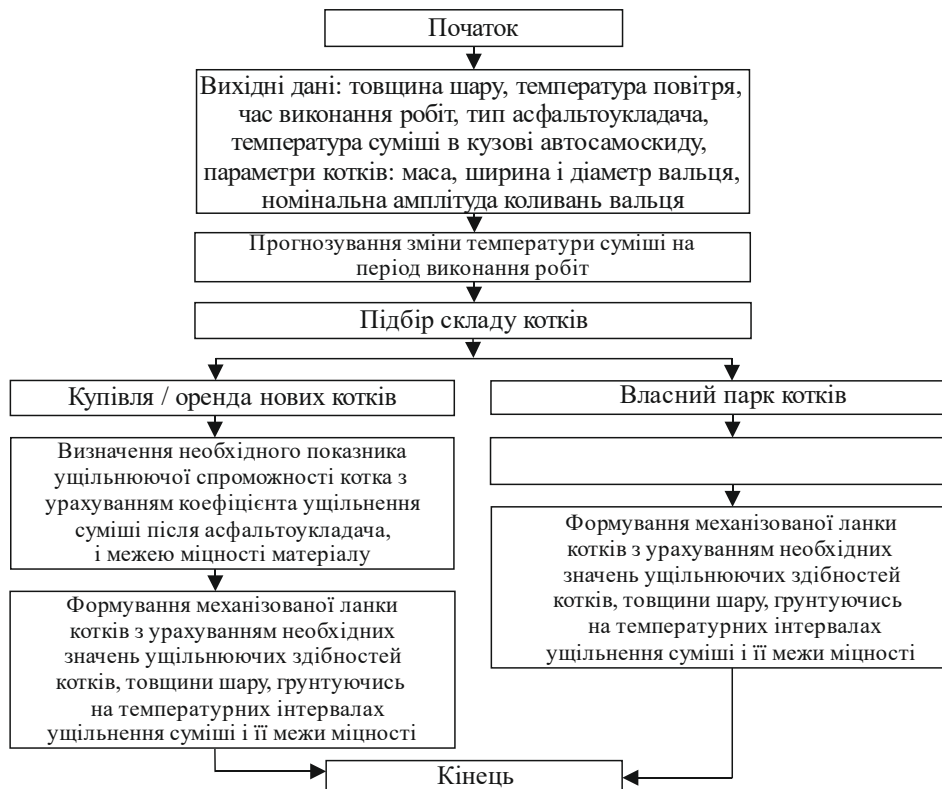 Початок
Вихідні дані: товщина шару, температура повітря,
час виконання робіт, тип асфальтоукладача,
температура суміші в кузові автосамоскиду,
параметри котків: маса, ширина і діаметр вальця,
номінальна амплітуда коливань вальця
Прогнозування зміни температури суміші на
період виконання робіт
Підбір складу котків
Купівля / оренда нових котків
Визначення необхідного показника
ущільнюючої спроможності котка з
урахуванням коефіцієнта ущільнення
суміші після асфальтоукладача,
і межею міцності матеріалу
Формування механізованої ланки
котків з урахуванням необхідних
значень ущільнюючих здібностей
котків, товщини шару, грунтуючись
на температурних інтервалах
ущільнення суміші і її межи міцності
Власний парк котків
Формування механізованої ланки
котків з урахуванням необхідних
значень ущільнюючих здібностей
котків, товщини шару, грунтуючись
на температурних інтервалах
ущільнення суміші і її межи міцності
Кінець